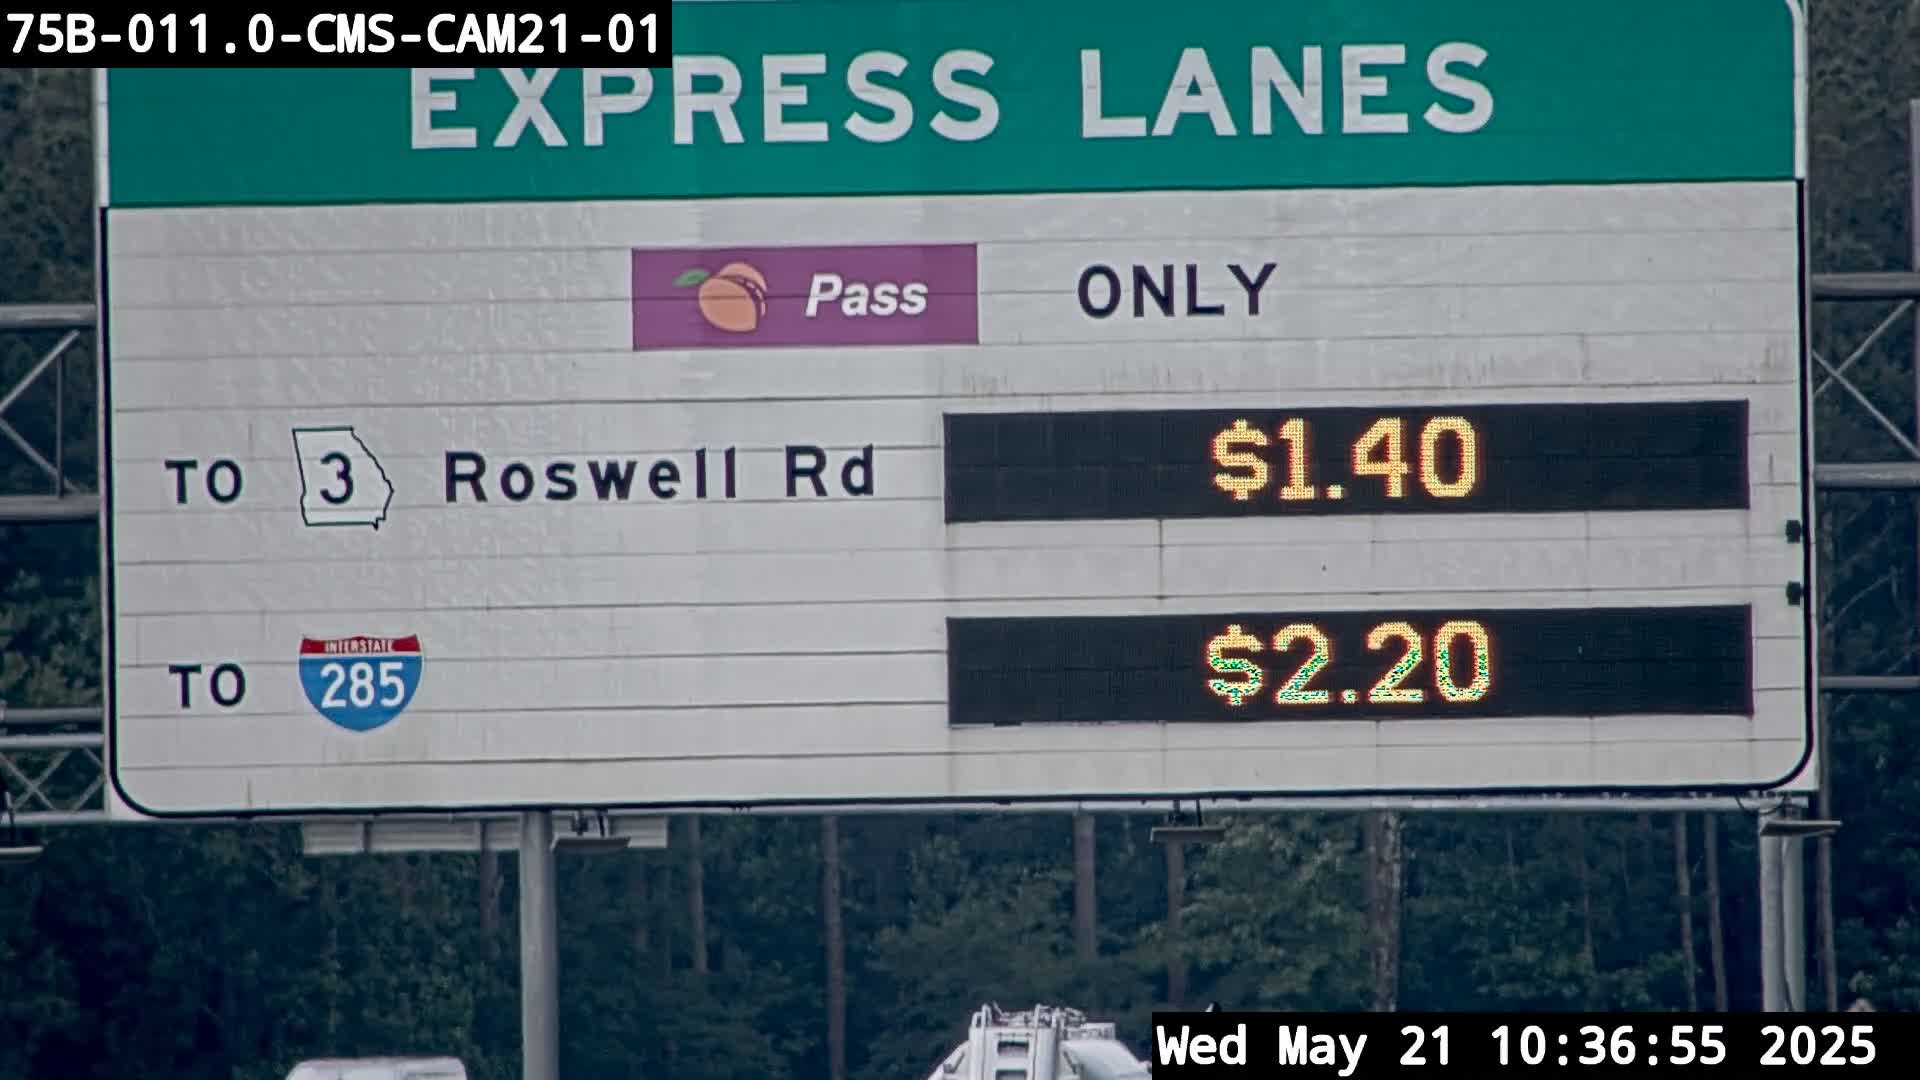 75B-011.0-CMS-CAM21-01
EXPRESS LANES
Pass ONLY
TO 3 Roswell Rd $1.40
INTERSTATE
TO 285 $2.20
Wed May 21 10:36:55 2025